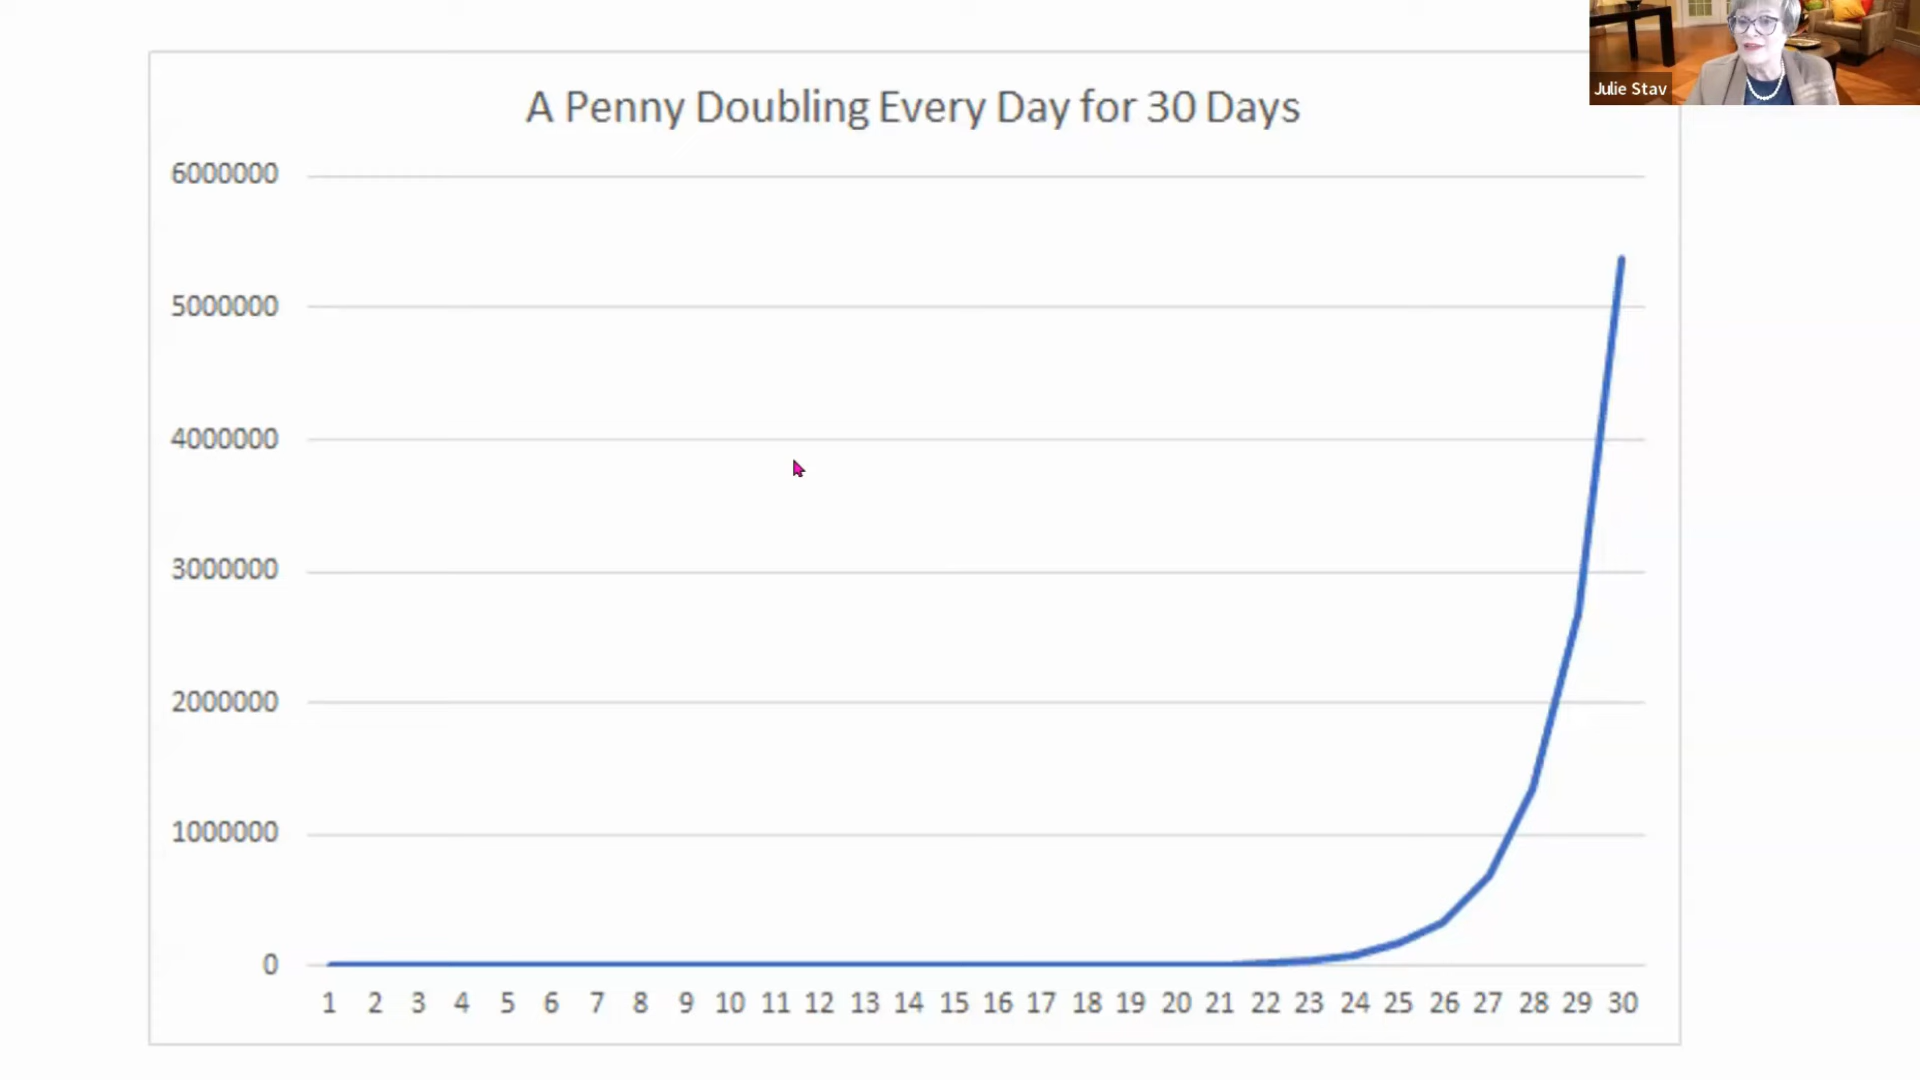 A Penny Doubling Every Day for 30 Days
Julie Stav
6000000
5000000
4000000
3000000
2000000
1000000
0
1 2 3 4 5 6 7 8 9 10 11 12 13 14 15 16 17 18 19 20 21 22 23 24 25 26 27 28 29 30